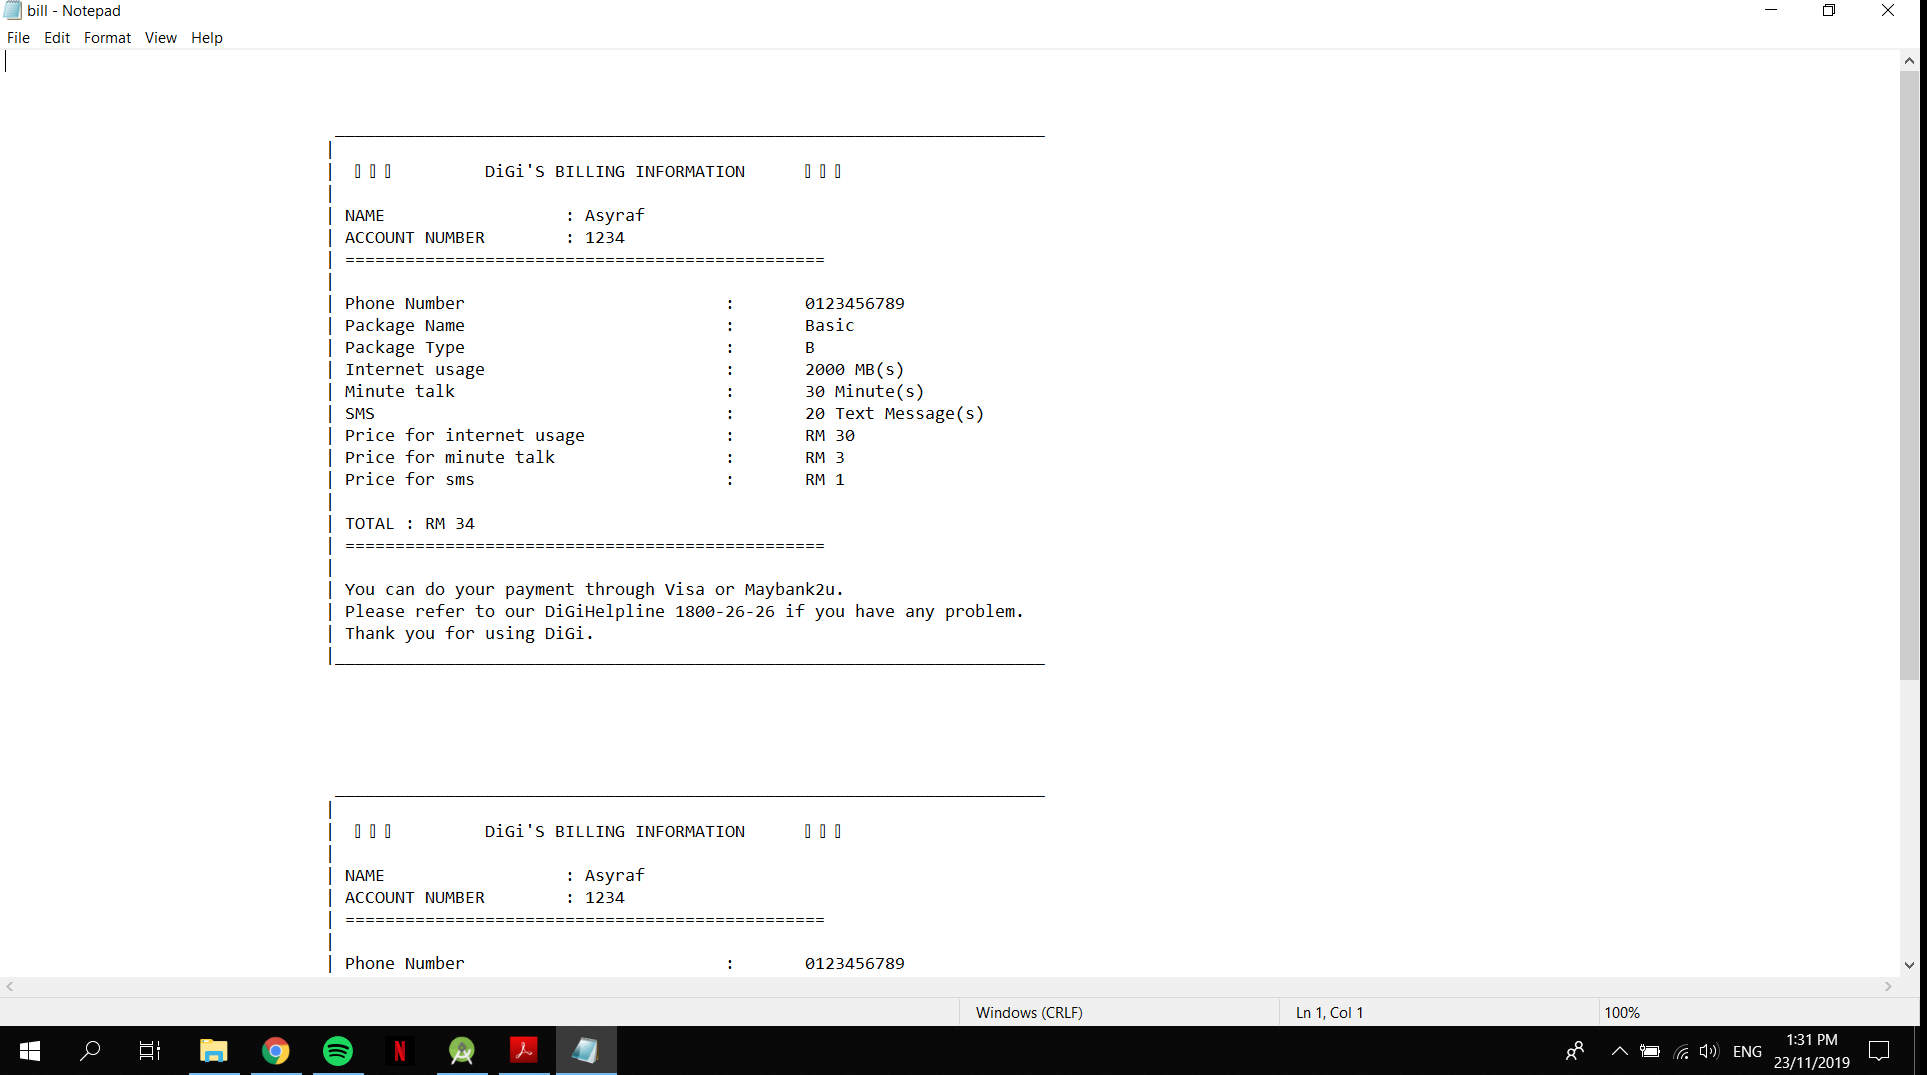 bill - Notepad
File Edit Format View Help
DiGi'S BILLING INFORMATION
NAME : Asyraf
ACCOUNT NUMBER : 1234
================================================
Phone Number : 0123456789
Package Name : Basic
Package Type : B
Internet usage : 2000 MB(s)
Minute talk : 30 Minute(s)
SMS : 20 Text Message(s)
Price for internet usage : RM 30
Price for minute talk : RM 3
Price for sms : RM 1
TOTAL : RM 34
================================================
You can do your payment through Visa or Maybank2u.
Please refer to our DiGiHelpline 1800-26-26 if you have any problem.
Thank you for using DiGi.
DiGi'S BILLING INFORMATION
NAME : Asyraf
ACCOUNT NUMBER : 1234
================================================
Phone Number : 0123456789
Windows (CRLF) Ln 1, Col 1 100%
ENG 1:31 PM
23/11/2019